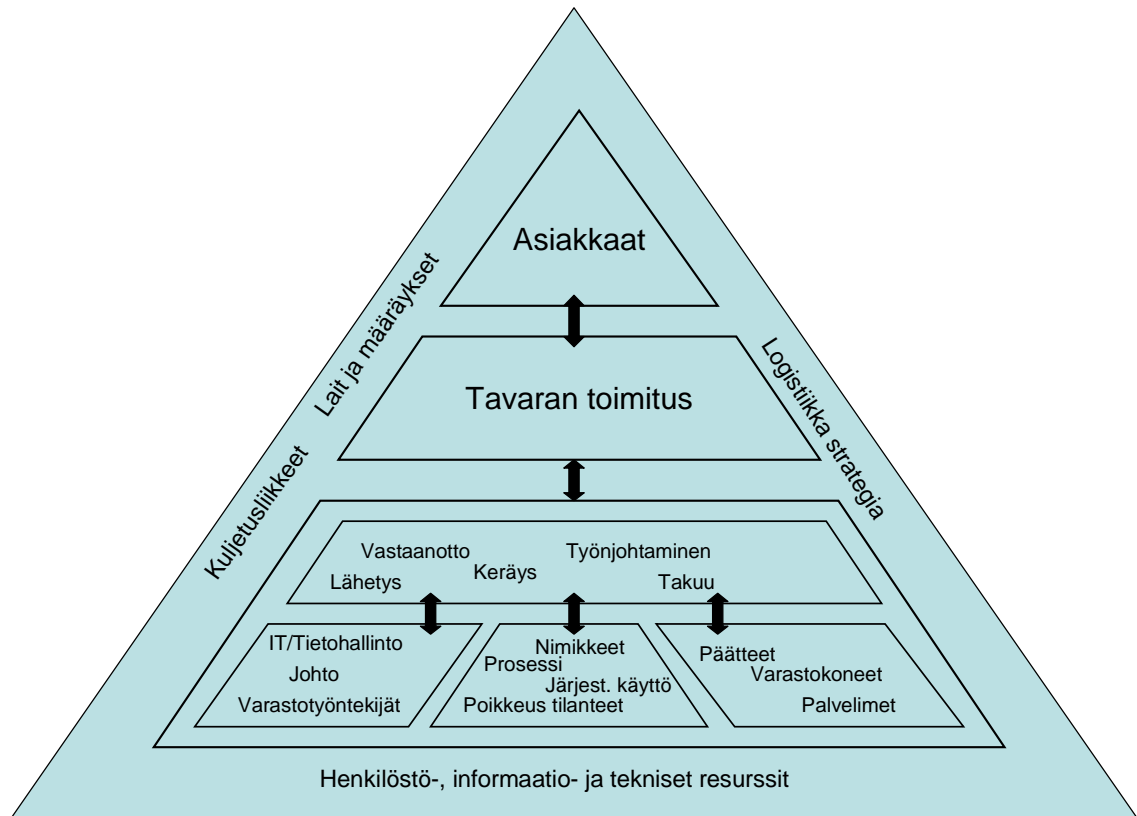 Asiakkaat
Lait ja määräykset
Tavaran toimitus
Logistiikka strategia
Kuljetusliikkeet
Vastaanotto
Työnjohtaminen
Keräys
Lähetys
Takuu
IT/Tietohallinto
Johto
Varastotyöntekijät
Nimikkeet
Prosessi
Järjest. käyttö
Poikkeus tilanteet
Päätteet
Varastokoneet
Palvelimet
Henkilöstö-, informaatio- ja tekniset resurssit